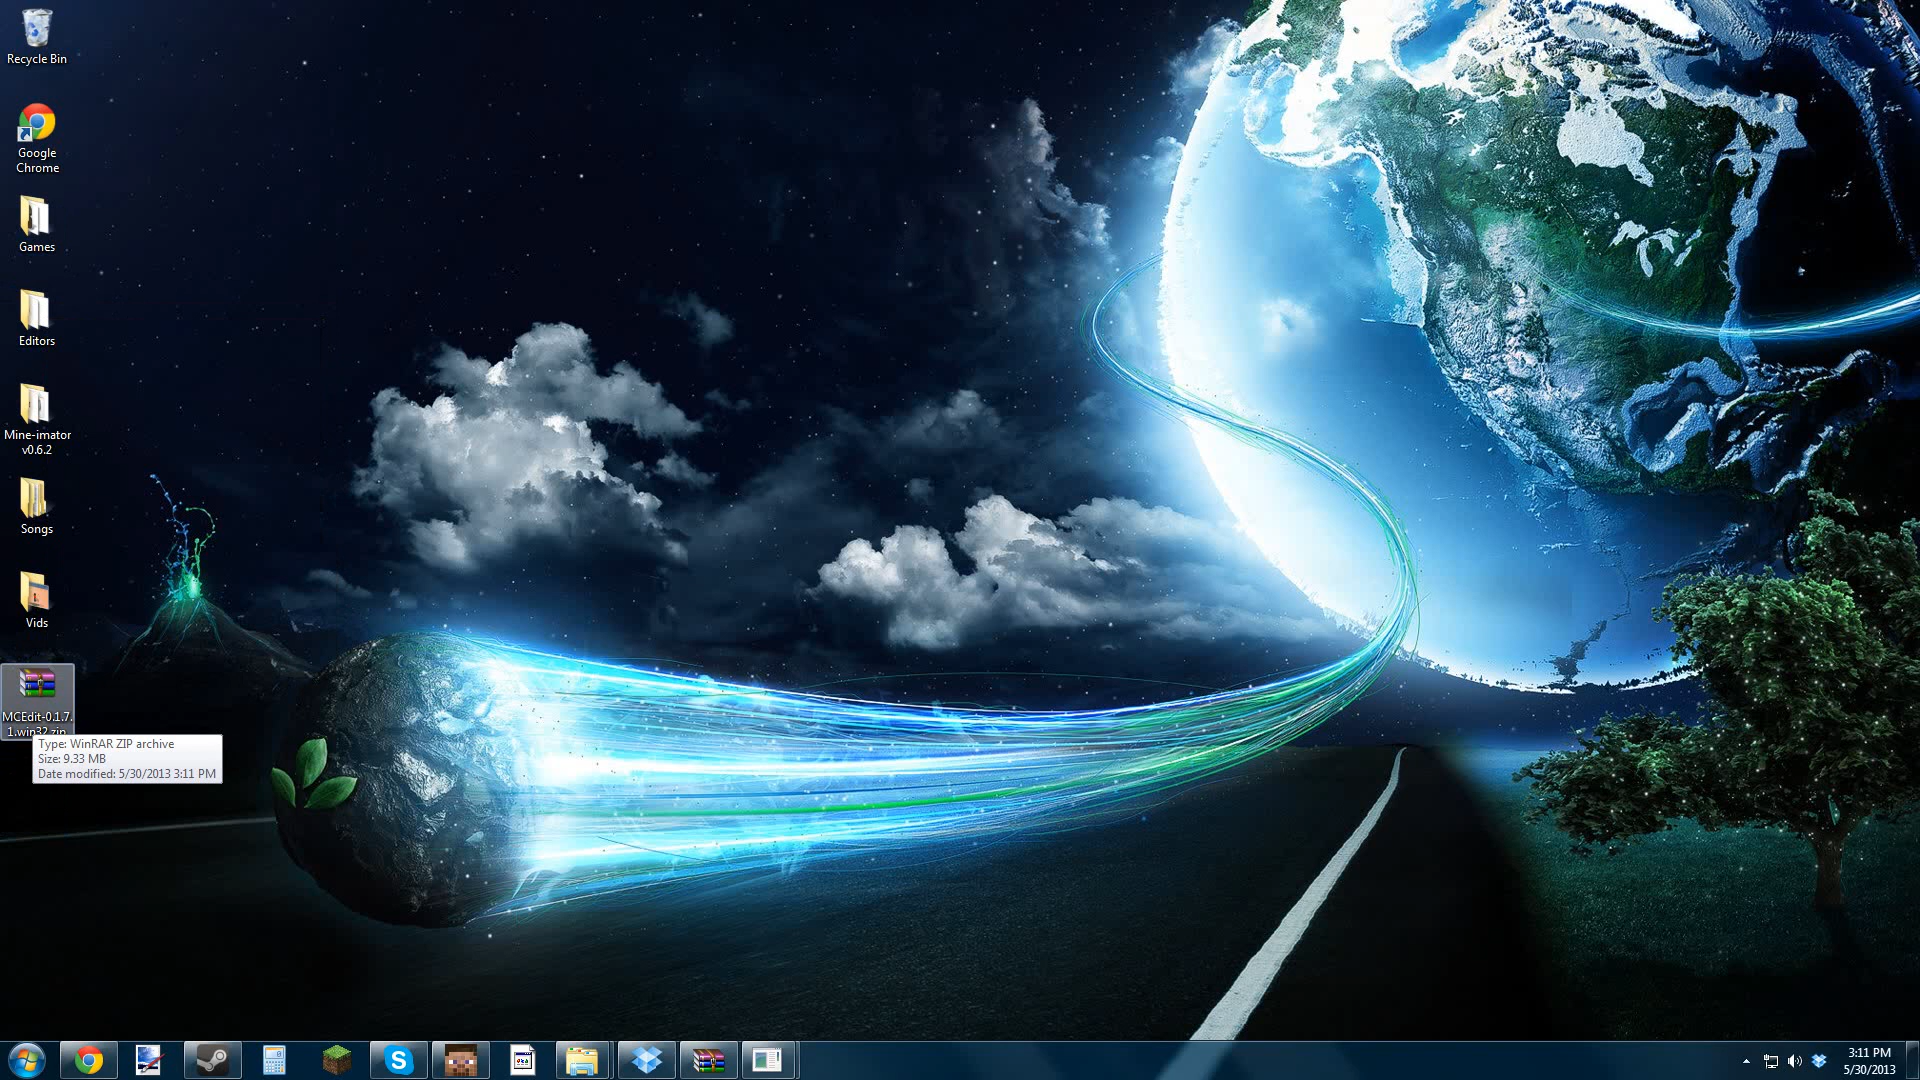 Recycle Bin
Google
Chrome
Games
Editors
Mine-imator
v0.6.2
Songs
Vids
MCEdit-0.1.7.
1.win32.zip
Type: WinRAR ZIP archive
Size: 9.33 MB
Date modified: 5/30/2013 3:11 PM
3:11 PM
5/30/2013